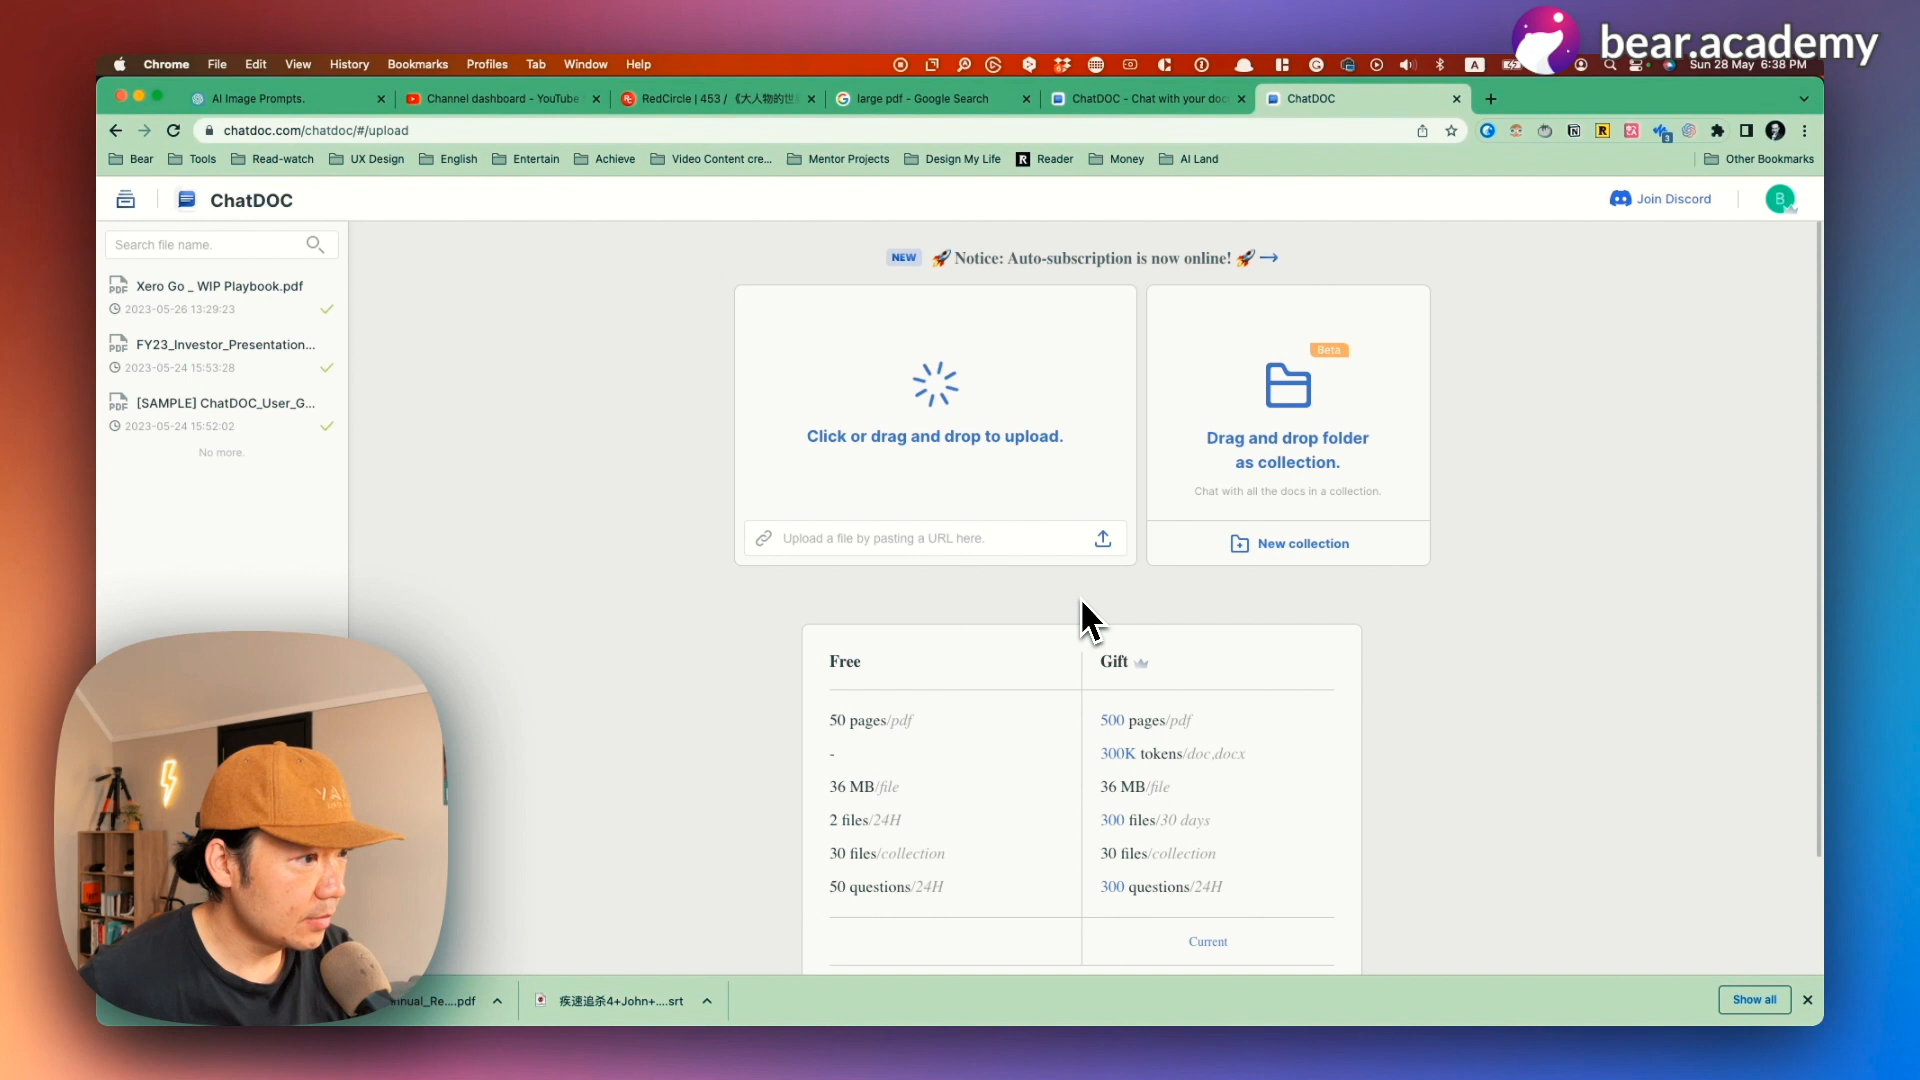 bear.academy
Chrome File Edit View History Bookmarks Profiles Tab Window Help
A
Sun 28 May 6:38 PM
AI Image Prompts.
Channel dashboard - YouTube
RedCircle | 453 / 《大人物的世
large pdf - Google Search
ChatDOC - Chat with your doc
ChatDOC
chatdoc.com/chatdoc/#/upload
Bear Tools Read-watch UX Design English Entertain Achieve Video Content cre... Mentor Projects Design My Life Reader Money AI Land Other Bookmarks
ChatDOC
Join Discord
B
Search file name.
Xero Go _ WIP Playbook.pdf
2023-05-26 13:29:23
FY23_Investor_Presentation...
2023-05-24 15:53:28
[SAMPLE] ChatDOC_User_G...
2023-05-24 15:52:02
No more.
NEW Notice: Auto-subscription is now online!
Click or drag and drop to upload.
Upload a file by pasting a URL here.
Beta
Drag and drop folder
as collection.
Chat with all the docs in a collection.
New collection
Free Gift
50 pages/pdf 500 pages/pdf
- 300K tokens/doc,docx
36 MB/file 36 MB/file
2 files/24H 300 files/30 days
30 files/collection 30 files/collection
50 questions/24H 300 questions/24H
Current
nnual_Re....pdf
疾速追杀4+John+....srt
Show all